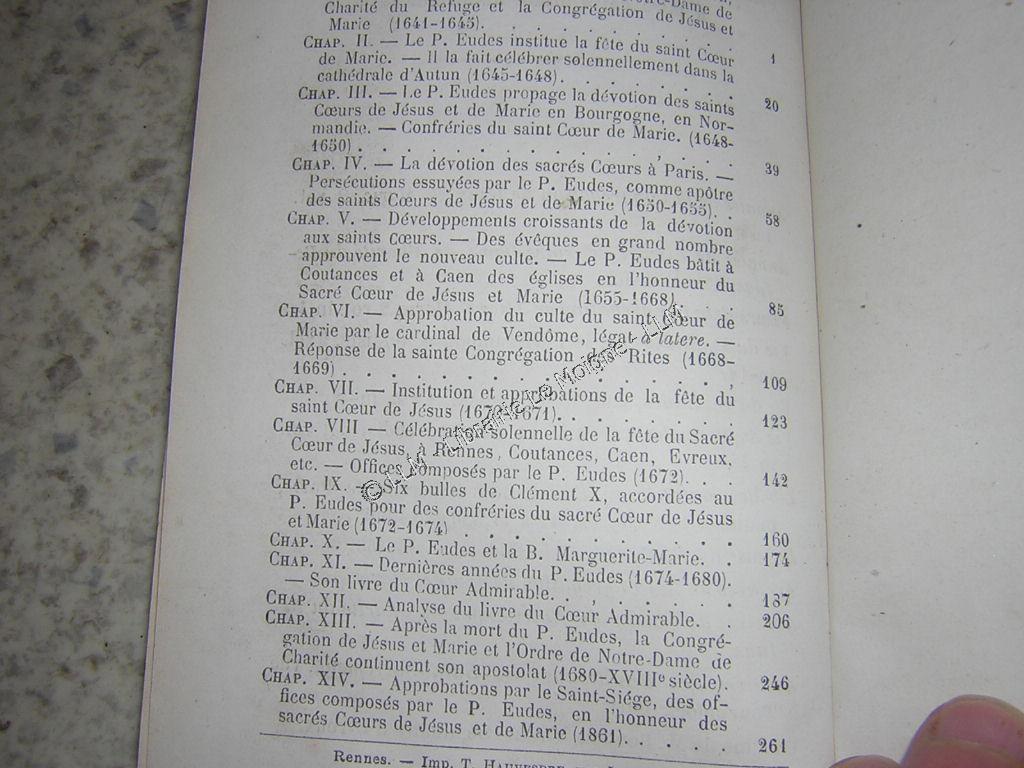 Notre-Dame de
Charité du Refuge et la Congrégation de Jésus et
Marie (1641-1645). . . . . . . . . 1
CHAP. II. — Le P. Eudes institue la fête du saint Cœur
de Marie. — Il la fait célébrer solennellement dans la
cathédrale d'Autun (1645-1648). . . . . . 20
CHAP. III. — Le P. Eudes propage la dévotion des saints
Cœurs de Jésus et de Marie en Bourgogne, en Nor-
mandie. — Confréries du saint Cœur de Marie. (1648-
1650) . . . . . . . . . . . . . . . 39
CHAP. IV. — La dévotion des sacrés Cœurs à Paris. —
Persécutions essuyées par le P. Eudes, comme apôtre
des saints Cœurs de Jésus et de Marie (1650-1655). . 58
CHAP. V. — Développements croissants de la dévotion
aux saints Cœurs. — Des évêques en grand nombre
approuvent le nouveau culte. — Le P. Eudes bâtit à
Coutances et à Caen des églises en l'honneur du
Sacré Cœur de Jésus et Marie (1655-1668). . . 85
CHAP. VI. — Approbation du culte du saint Cœur de
Marie par le cardinal de Vendôme, légat à latere. —
Réponse de la sainte Congrégation des Rites (1668-
1669) . . . . . . . . . . . . . . . 109
CHAP. VII. — Institution et approbations de la fête du
saint Cœur de Jésus (1670-1671). . . . . . . 123
CHAP. VIII — Célébration solennelle de la fête du Sacré
Cœur de Jésus, à Rennes, Coutances, Caen, Evreux,
etc. — Offices composés par le P. Eudes (1672). . . 142
CHAP. IX. — Six bulles de Clément X, accordées au
P. Eudes pour des confréries du sacré Cœur de Jésus
et Marie (1672-1674) . . . . . . . . . . 160
CHAP. X. — Le P. Eudes et la B. Marguerite-Marie. . 174
CHAP. XI. — Dernières années du P. Eudes (1674-1680).
— Son livre du Cœur Admirable. . . . . . . . 187
CHAP. XII. — Analyse du livre du Cœur Admirable. . 206
CHAP. XIII. — Après la mort du P. Eudes, la Congré-
gation de Jésus et Marie et l'Ordre de Notre-Dame de
Charité continuent son apostolat (1680-XVIIIe siècle). 246
CHAP. XIV. — Approbations par le Saint-Siége, des of-
fices composés par le P. Eudes, en l'honneur des
sacrés Cœurs de Jésus et de Marie (1861). . . . . 261
Rennes. — Imp. T.
© JLM - Librairie Le Moigne - JLM